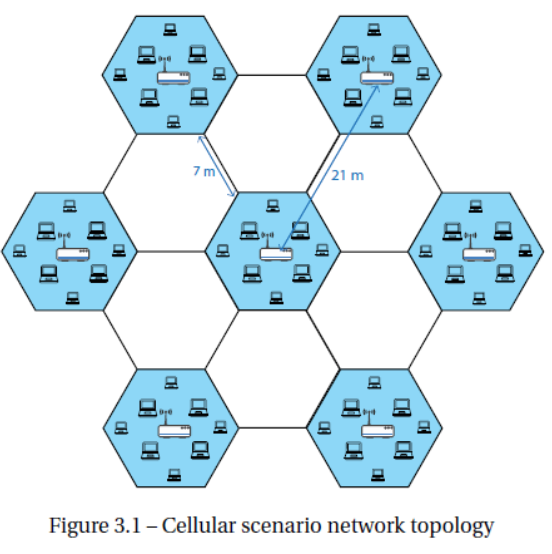 7 m
21 m
Figure 3.1 – Cellular scenario network topology